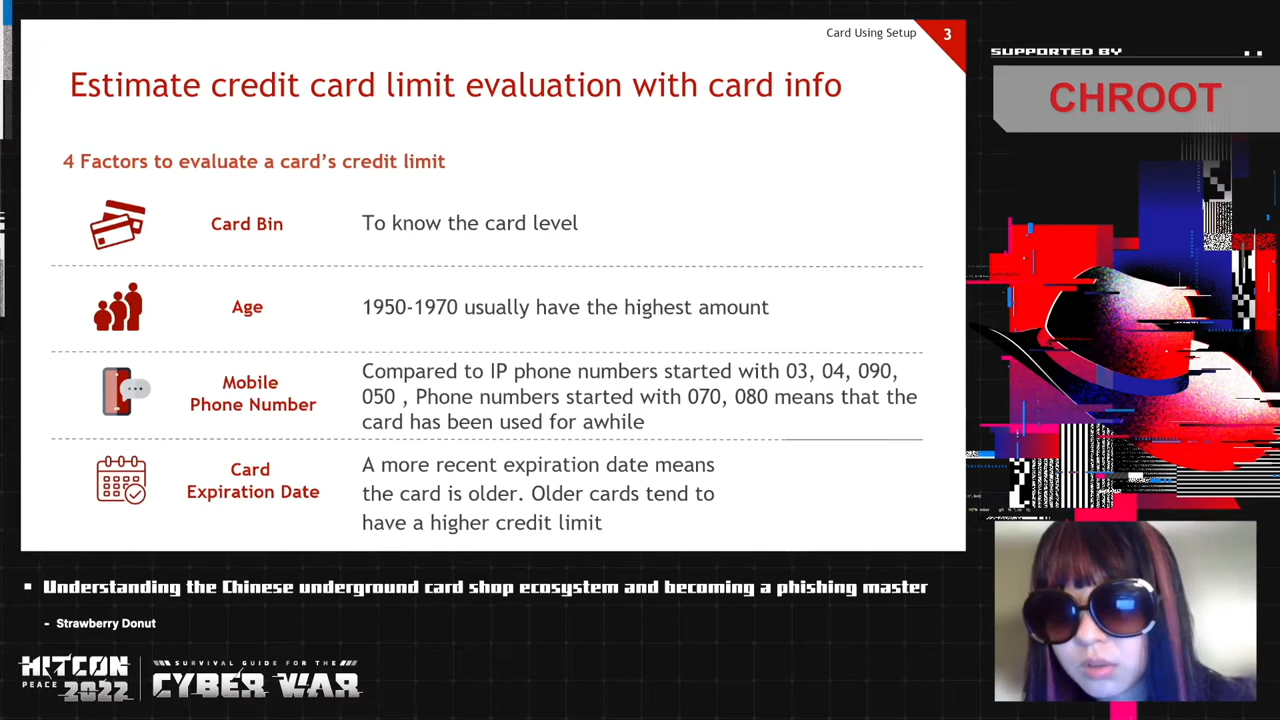 Card Using Setup
3
Estimate credit card limit evaluation with card info
4 Factors to evaluate a card's credit limit
Card Bin
To know the card level
Age
1950-1970 usually have the highest amount
Mobile
Phone Number
Compared to IP phone numbers started with 03, 04, 090,
050 , Phone numbers started with 070, 080 means that the
card has been used for awhile
Card
Expiration Date
A more recent expiration date means
the card is older. Older cards tend to
have a higher credit limit
SUPPORTED BY
CHROOT
Understanding the Chinese underground card shop ecosystem and becoming a phishing master
- Strawberry Donut
HITCON
PEACE 2022
SURVIVAL GUIDE FOR THE
CYBER WAR